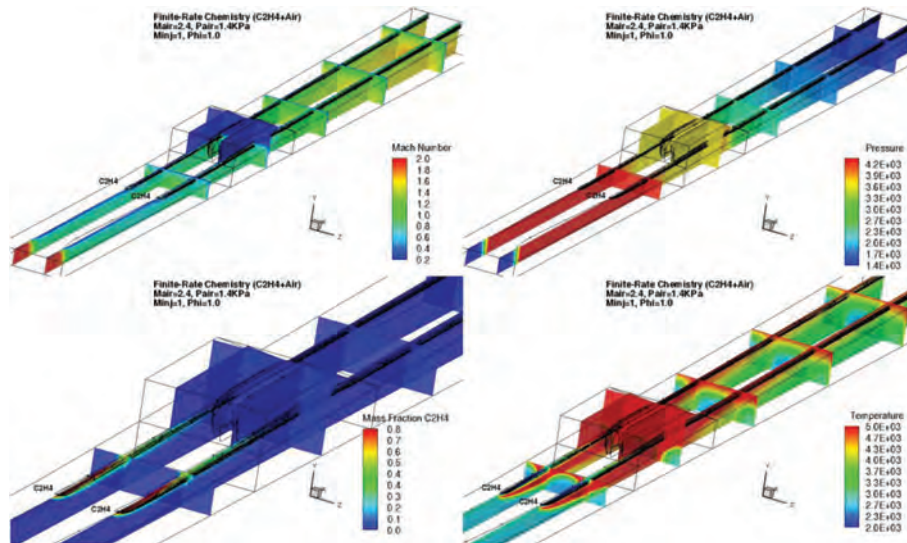 Finite-Rate Chemistry (C2H4+Air)
Mair=2.4, Pair=1.4KPa
Minj=1, Phi=1.0
C2H4
C2H4
Mach Number
2.0
1.8
1.6
1.4
1.2
1.0
0.8
0.6
0.4
0.2
Y
Z
Finite-Rate Chemistry (C2H4+Air)
Mair=2.4, Pair=1.4KPa
Minj=1, Phi=1.0
C2H4
C2H4
Pressure
4.2E+03
3.9E+03
3.6E+03
3.3E+03
3.0E+03
2.7E+03
2.3E+03
2.0E+03
1.7E+03
1.4E+03
Y
Z
Finite-Rate Chemistry (C2H4+Air)
Mair=2.4, Pair=1.4KPa
Minj=1, Phi=1.0
C2H4
C2H4
Mass Fraction C2H4
0.8
0.7
0.6
0.5
0.4
0.3
0.2
0.1
0.0
Y
Z
Finite-Rate Chemistry (C2H4+Air)
Mair=2.4, Pair=1.4KPa
Minj=1, Phi=1.0
C2H4
C2H4
Temperature
5.0E+03
4.7E+03
4.3E+03
4.0E+03
3.7E+03
3.3E+03
3.0E+03
2.7E+03
2.3E+03
2.0E+03
Y
Z